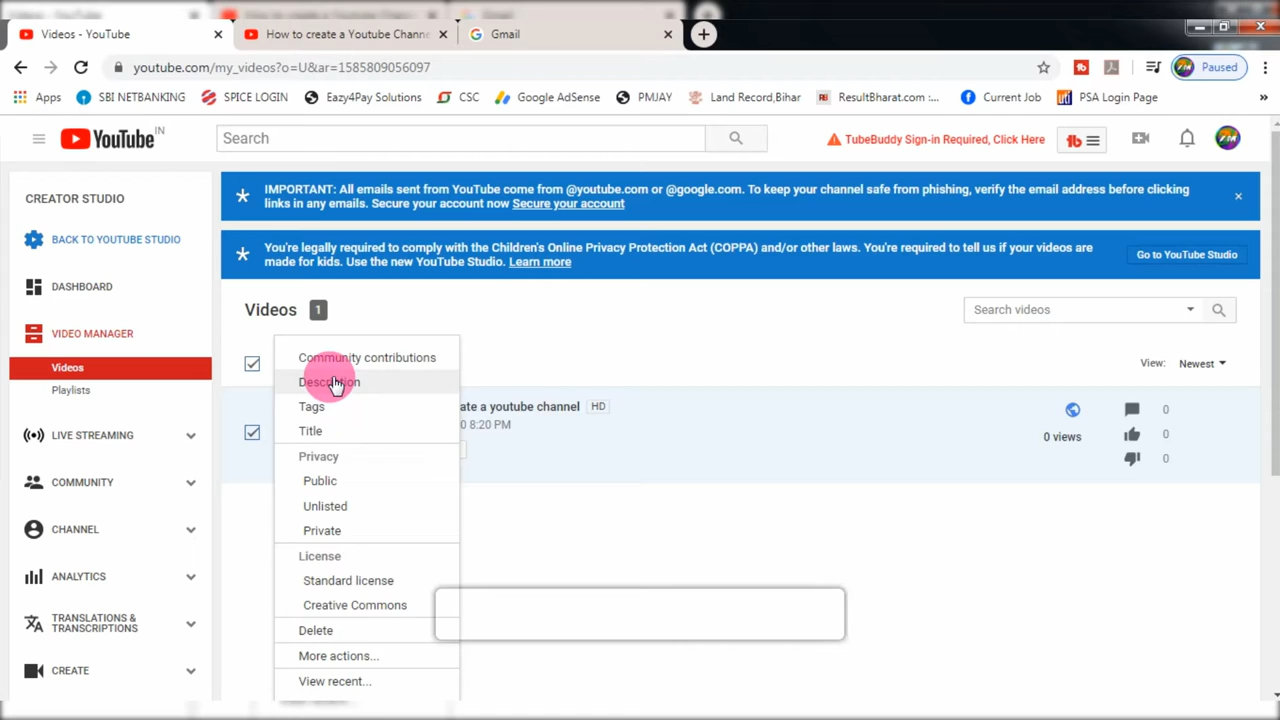 Videos - YouTube
How to create a Youtube Channe
Gmail
youtube.com/my_videos?o=U&ar=1585809056097
Paused
Apps
SBI NETBANKING
SPICE LOGIN
Eazy4Pay Solutions
CSC
Google AdSense
PMJAY
Land Record,Bihar
ResultBharat.com :...
Current Job
PSA Login Page
YouTube IN
Search
TubeBuddy Sign-in Required, Click Here
CREATOR STUDIO
BACK TO YOUTUBE STUDIO
DASHBOARD
VIDEO MANAGER
Videos
Playlists
LIVE STREAMING
COMMUNITY
CHANNEL
ANALYTICS
TRANSLATIONS &
TRANSCRIPTIONS
CREATE
IMPORTANT: All emails sent from YouTube come from @youtube.com or @google.com. To keep your channel safe from phishing, verify the email address before clicking
links in any emails. Secure your account now Secure your account
You're legally required to comply with the Children's Online Privacy Protection Act (COPPA) and/or other laws. You're required to tell us if your videos are
made for kids. Use the new YouTube Studio. Learn more
Go to YouTube Studio
Videos 1
Search videos
View: Newest
Community contributions
Description
Tags
Title
Privacy
Public
Unlisted
Private
License
Standard license
Creative Commons
Delete
More actions...
View recent...
ate a youtube channel HD
0 8:20 PM
0 views
0
0
0